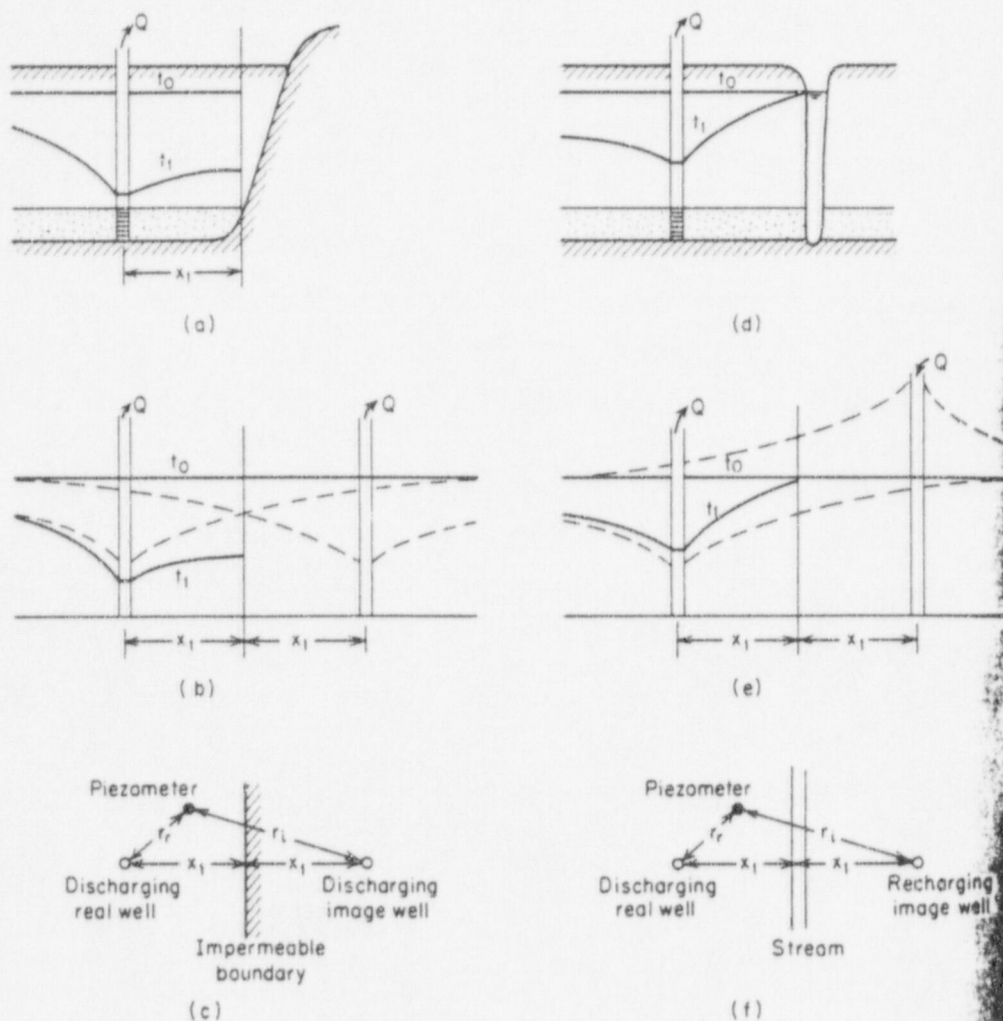 Q
t₀
t₁
x₁
(a)
Q
t₀
t₁
(d)
Q
Q
t₀
t₁
x₁
x₁
(b)
Q
Q
t₀
t₁
x₁
x₁
(e)
Piezometer
rᵣ
rᵢ
x₁
x₁
Discharging
real well
Discharging
image well
Impermeable
boundary
(c)
Piezometer
rᵣ
rᵢ
x₁
x₁
Discharging
real well
Recharging
image well
Stream
(f)